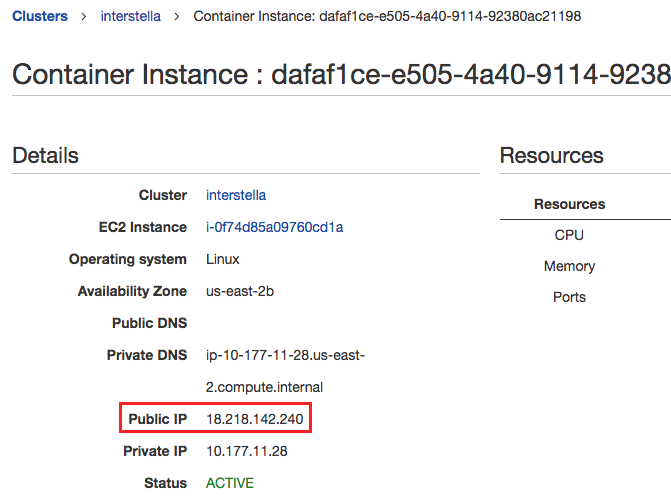 Clusters > interstella > Container Instance: dafaf1ce-e505-4a40-9114-92380ac21198
Container Instance : dafaf1ce-e505-4a40-9114-9238
Details
Cluster interstella
EC2 Instance i-0f74d85a09760cd1a
Operating system Linux
Availability Zone us-east-2b
Public DNS
Private DNS ip-10-177-11-28.us-east-
2.compute.internal
Public IP 18.218.142.240
Private IP 10.177.11.28
Status ACTIVE
Resources
Resources
CPU
Memory
Ports